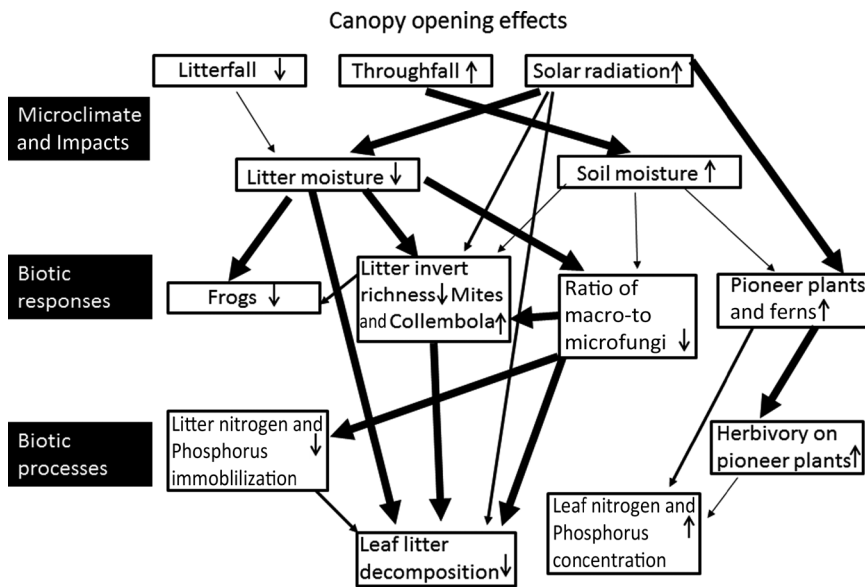 Canopy opening effects
Litterfall ↓
Throughfall ↑
Solar radiation↑
Microclimate
and Impacts
Litter moisture ↓
Soil moisture ↑
Biotic
responses
Frogs ↓
Litter invert
richness↓ Mites
and Collembola↑
Ratio of
macro-to
microfungi ↓
Pioneer plants
and ferns↑
Biotic
processes
Litter nitrogen and
Phosphorus ↓
immoblilization
Herbivory on
pioneer plants↑
Leaf nitrogen and
Phosphorus ↑
concentration
Leaf litter
decomposition↓